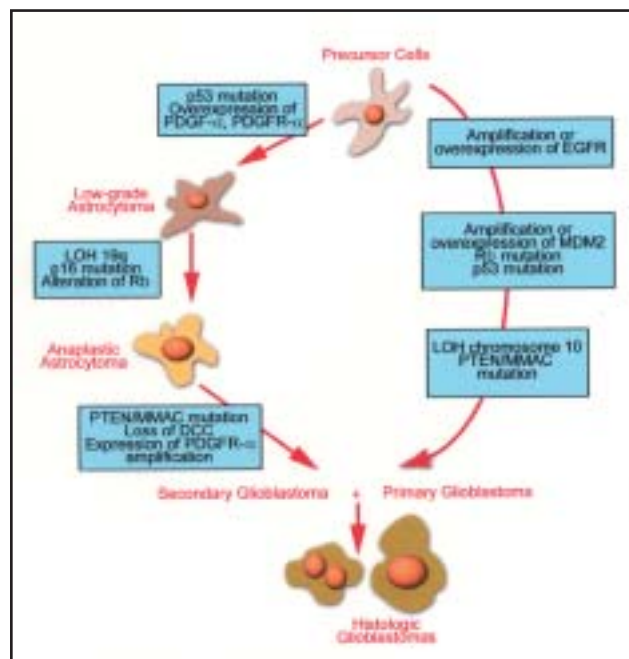 Precursor Cells
p53 mutation
Overexpression of
PDGF-α, PDGFR-α
Amplification or
overexpression of EGFR
Low-grade
Astrocytoma
Amplification or
overexpression of MDM2
Rb mutation
p53 mutation
LOH 19q
p16 mutation
Alteration of Rb
Anaplastic
Astrocytoma
LOH chromosome 10
PTEN/MMAC
mutation
PTEN/MMAC mutation
Loss of DCC
Expression of PDGFR-α
amplification
Secondary Glioblastoma + Primary Glioblastoma
Histologic
Glioblastomas